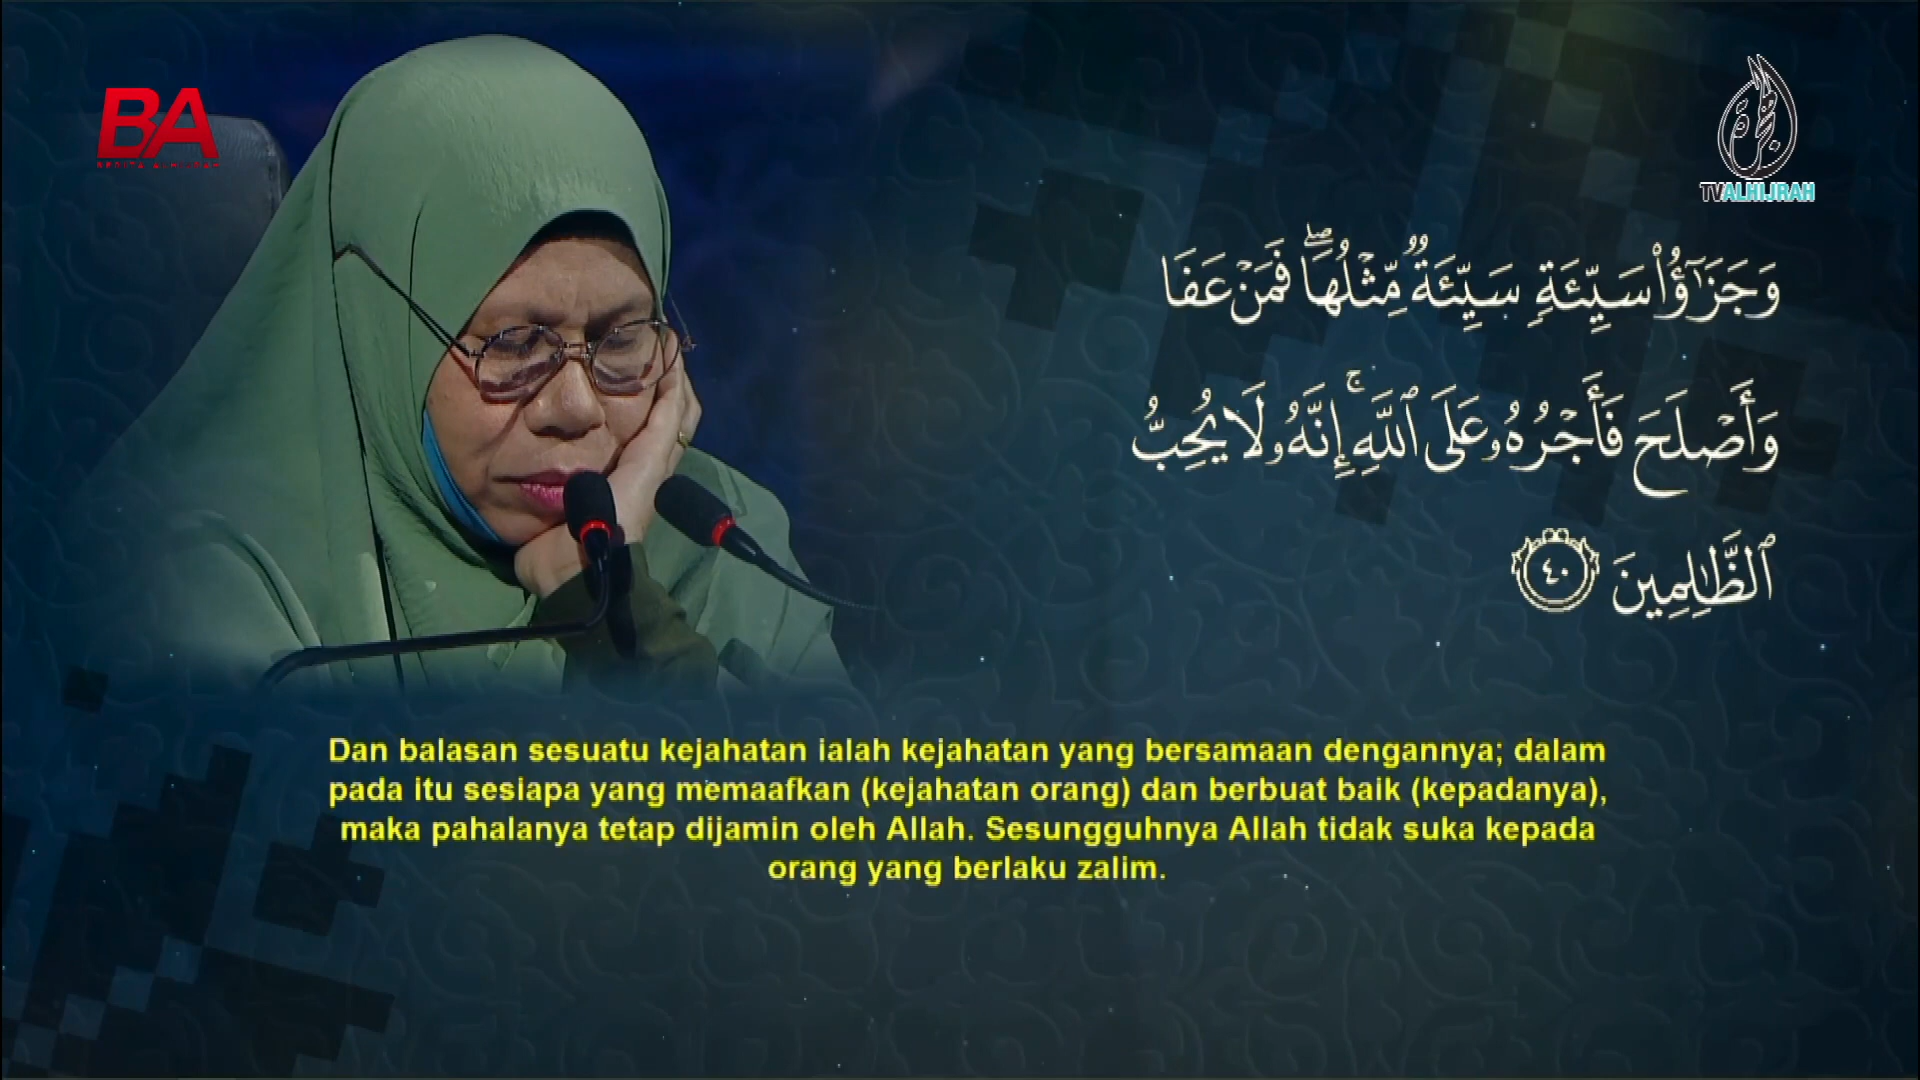 BA
BERITA ALHIJRAH
TVALHIJRAH
وَجَزَٰٓؤُا۟ سَيِّئَةٍ سَيِّئَةٌ مِّثْلُهَا ۖ فَمَنْ عَفَا
وَأَصْلَحَ فَأَجْرُهُۥ عَلَى ٱللَّهِ ۚ إِنَّهُۥ لَا يُحِبُّ
ٱلظَّٰلِمِينَ ٤٠
Dan balasan sesuatu kejahatan ialah kejahatan yang bersamaan dengannya; dalam
pada itu sesiapa yang memaafkan (kejahatan orang) dan berbuat baik (kepadanya),
maka pahalanya tetap dijamin oleh Allah. Sesungguhnya Allah tidak suka kepada
orang yang berlaku zalim.